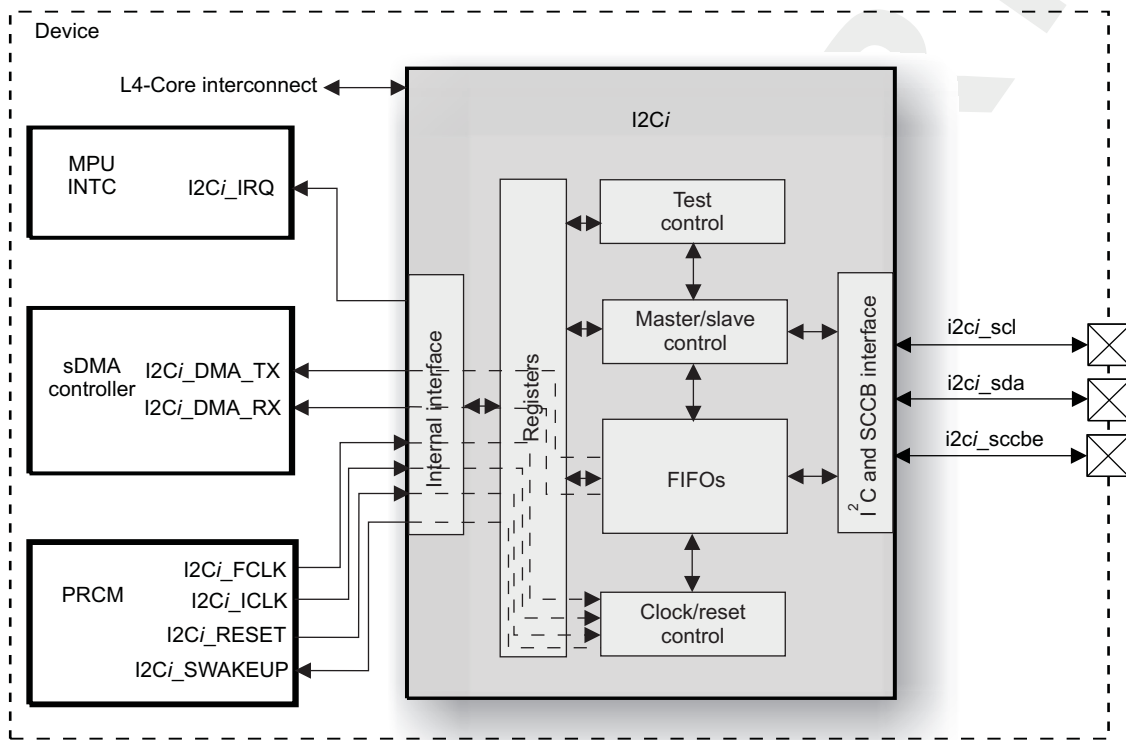 Device
L4-Core interconnect
I2Ci
MPU
INTC
I2Ci_IRQ
Test
control
Master/slave
control
sDMA
controller
I2Ci_DMA_TX
I2Ci_DMA_RX
Internal interface
Registers
FIFOs
I²C and SCCB interface
i2ci_scl
i2ci_sda
i2ci_sccbe
PRCM
I2Ci_FCLK
I2Ci_ICLK
I2Ci_RESET
I2Ci_SWAKEUP
Clock/reset
control